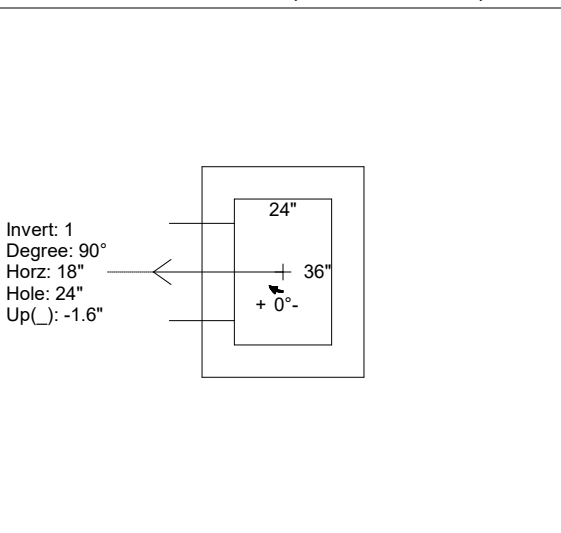 24"
Invert: 1
Degree: 90°
Horz: 18"
36"
Hole: 24"
+ 0°-
Up(_): -1.6"